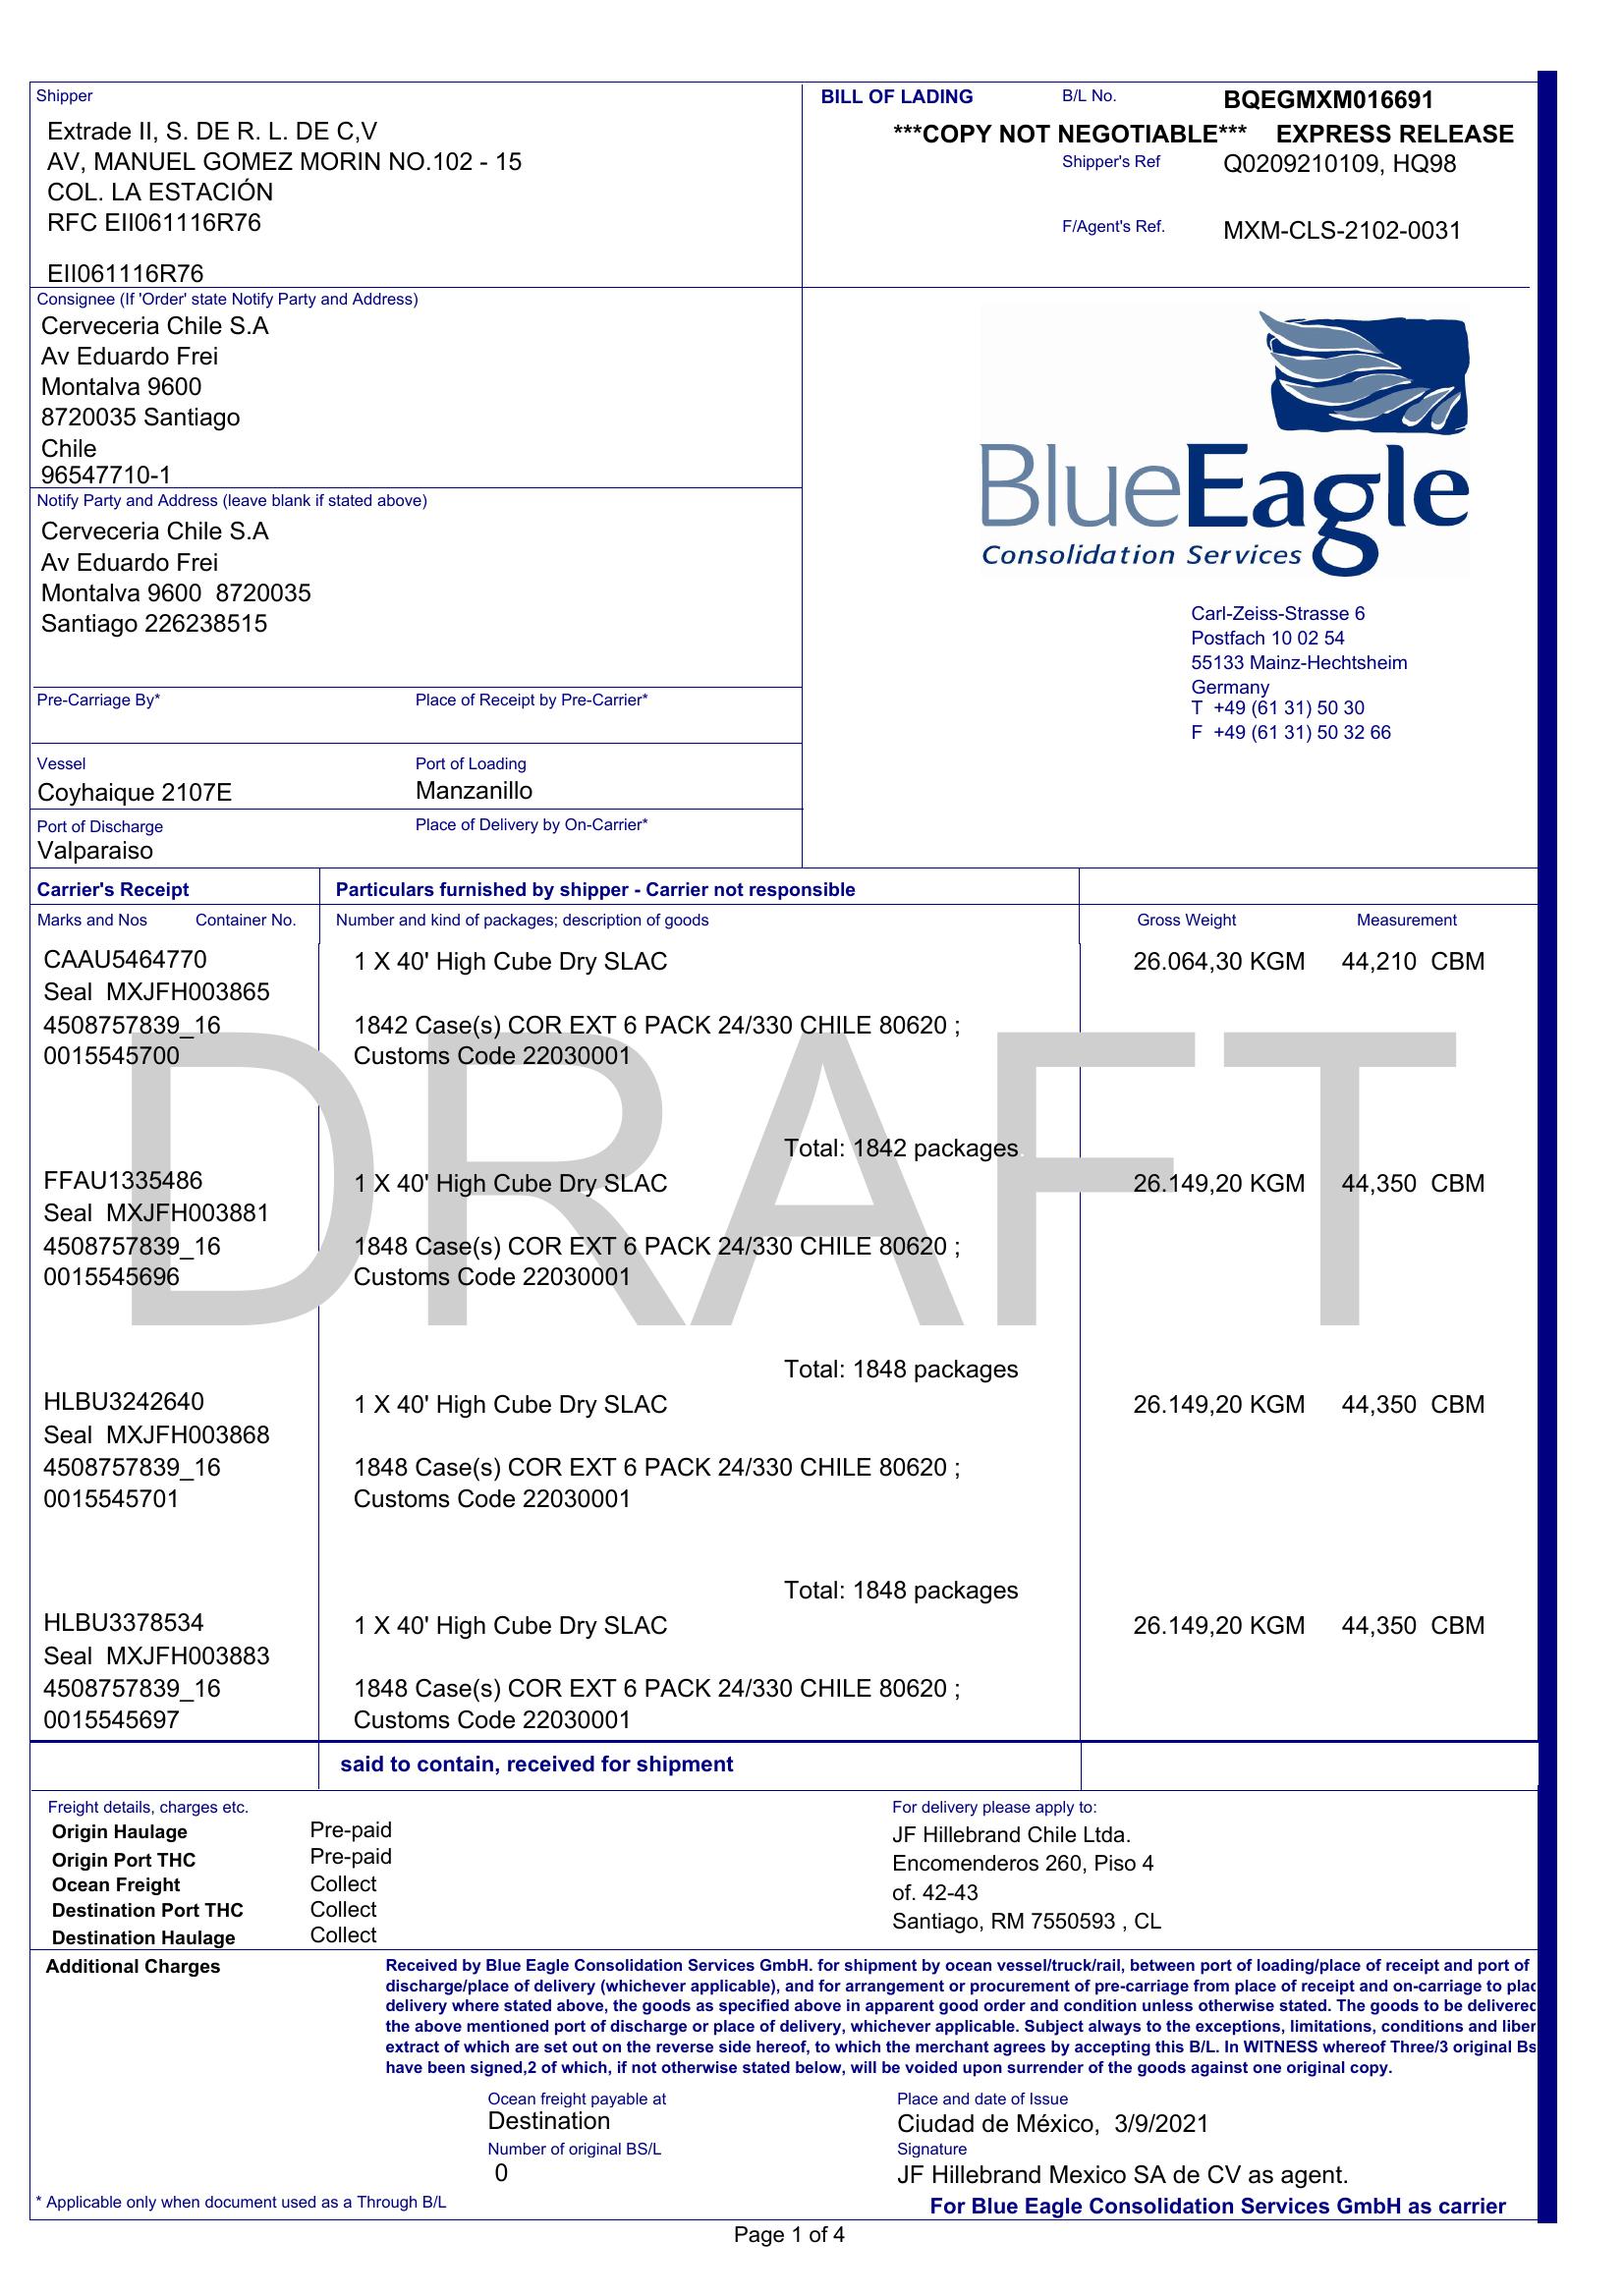 Shipper
Extrade II, S. DE R. L. DE C,V
AV, MANUEL GOMEZ MORIN NO.102 - 15
COL. LA ESTACIÓN
RFC EII061116R76
EII061116R76
BILL OF LADING
B/L No. BQEGMXM016691
***COPY NOT NEGOTIABLE*** EXPRESS RELEASE
Shipper's Ref Q0209210109, HQ98
F/Agent's Ref. MXM-CLS-2102-0031
Consignee (If 'Order' state Notify Party and Address)
Cerveceria Chile S.A
Av Eduardo Frei
Montalva 9600
8720035 Santiago
Chile
96547710-1
Notify Party and Address (leave blank if stated above)
Cerveceria Chile S.A
Av Eduardo Frei
Montalva 9600 8720035
Santiago 226238515
BlueEagle
Consolidation Services
Carl-Zeiss-Strasse 6
Postfach 10 02 54
55133 Mainz-Hechtsheim
Germany
T +49 (61 31) 50 30
F +49 (61 31) 50 32 66
Pre-Carriage By* Place of Receipt by Pre-Carrier*
Vessel Port of Loading
Coyhaique 2107E Manzanillo
Port of Discharge Place of Delivery by On-Carrier*
Valparaiso
Carrier's Receipt Particulars furnished by shipper - Carrier not responsible
Marks and Nos Container No. Number and kind of packages; description of goods Gross Weight Measurement
CAAU5464770 1 X 40' High Cube Dry SLAC 26.064,30 KGM 44,210 CBM
Seal MXJFH003865
4508757839_16 1842 Case(s) COR EXT 6 PACK 24/330 CHILE 80620 ;
0015545700 Customs Code 22030001
DRAFT
Total: 1842 packages
FFAU1335486 1 X 40' High Cube Dry SLAC 26.149,20 KGM 44,350 CBM
Seal MXJFH003881
4508757839_16 1848 Case(s) COR EXT 6 PACK 24/330 CHILE 80620 ;
0015545696 Customs Code 22030001
Total: 1848 packages
HLBU3242640 1 X 40' High Cube Dry SLAC 26.149,20 KGM 44,350 CBM
Seal MXJFH003868
4508757839_16 1848 Case(s) COR EXT 6 PACK 24/330 CHILE 80620 ;
0015545701 Customs Code 22030001
Total: 1848 packages
HLBU3378534 1 X 40' High Cube Dry SLAC 26.149,20 KGM 44,350 CBM
Seal MXJFH003883
4508757839_16 1848 Case(s) COR EXT 6 PACK 24/330 CHILE 80620 ;
0015545697 Customs Code 22030001
said to contain, received for shipment
Freight details, charges etc.
Origin Haulage Pre-paid
Origin Port THC Pre-paid
Ocean Freight Collect
Destination Port THC Collect
Destination Haulage Collect
For delivery please apply to:
JF Hillebrand Chile Ltda.
Encomenderos 260, Piso 4
of. 42-43
Santiago, RM 7550593 , CL
Additional Charges
Received by Blue Eagle Consolidation Services GmbH. for shipment by ocean vessel/truck/rail, between port of loading/place of receipt and port of
discharge/place of delivery (whichever applicable), and for arrangement or procurement of pre-carriage from place of receipt and on-carriage to plac
delivery where stated above, the goods as specified above in apparent good order and condition unless otherwise stated. The goods to be delivered
the above mentioned port of discharge or place of delivery, whichever applicable. Subject always to the exceptions, limitations, conditions and liber
extract of which are set out on the reverse side hereof, to which the merchant agrees by accepting this B/L. In WITNESS whereof Three/3 original Bs
have been signed,2 of which, if not otherwise stated below, will be voided upon surrender of the goods against one original copy.
Ocean freight payable at
Destination
Number of original BS/L
0
Place and date of Issue
Ciudad de México, 3/9/2021
Signature
JF Hillebrand Mexico SA de CV as agent.
* Applicable only when document used as a Through B/L
For Blue Eagle Consolidation Services GmbH as carrier
Page 1 of 4